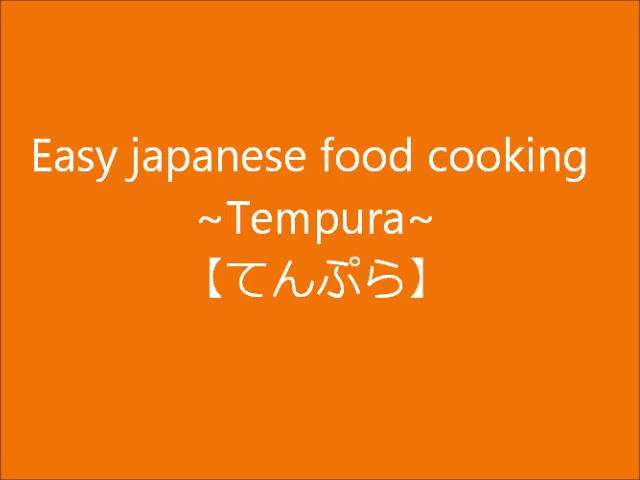 Easy japanese food cooking
~Tempura~
【てんぷら】